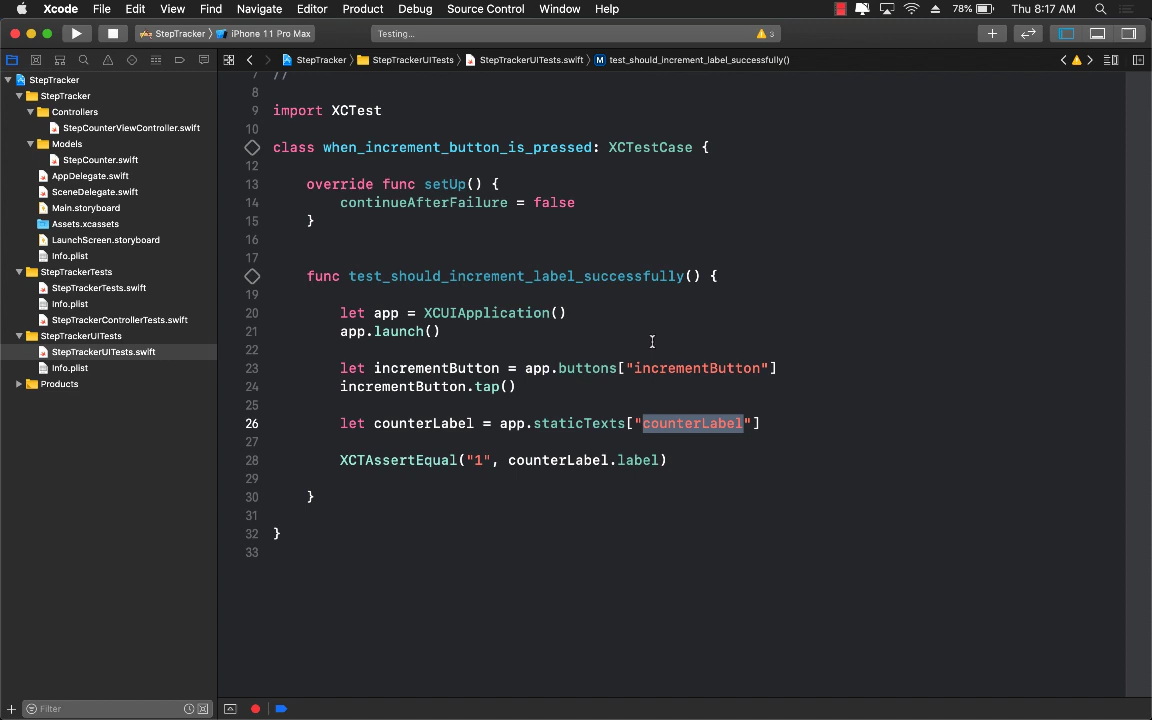 Xcode File Edit View Find Navigate Editor Product Debug Source Control Window Help 78% Thu 8:17 AM
StepTracker iPhone 11 Pro Max Testing... 3
StepTracker StepTrackerUITests StepTrackerUITests.swift M test_should_increment_label_successfully()
StepTracker
StepTracker
Controllers
StepCounterViewController.swift
Models
StepCounter.swift
AppDelegate.swift
SceneDelegate.swift
Main.storyboard
Assets.xcassets
LaunchScreen.storyboard
Info.plist
StepTrackerTests
StepTrackerTests.swift
Info.plist
StepTrackerControllerTests.swift
StepTrackerUITests
StepTrackerUITests.swift
Info.plist
Products
Filter
7 //
8
9 import XCTest
10
class when_increment_button_is_pressed: XCTestCase {
12
13 override func setUp() {
14 continueAfterFailure = false
15 }
16
17
func test_should_increment_label_successfully() {
19
20 let app = XCUIApplication()
21 app.launch()
22
23 let incrementButton = app.buttons["incrementButton"]
24 incrementButton.tap()
25
26 let counterLabel = app.staticTexts["counterLabel"]
27
28 XCTAssertEqual("1", counterLabel.label)
29
30 }
31
32 }
33